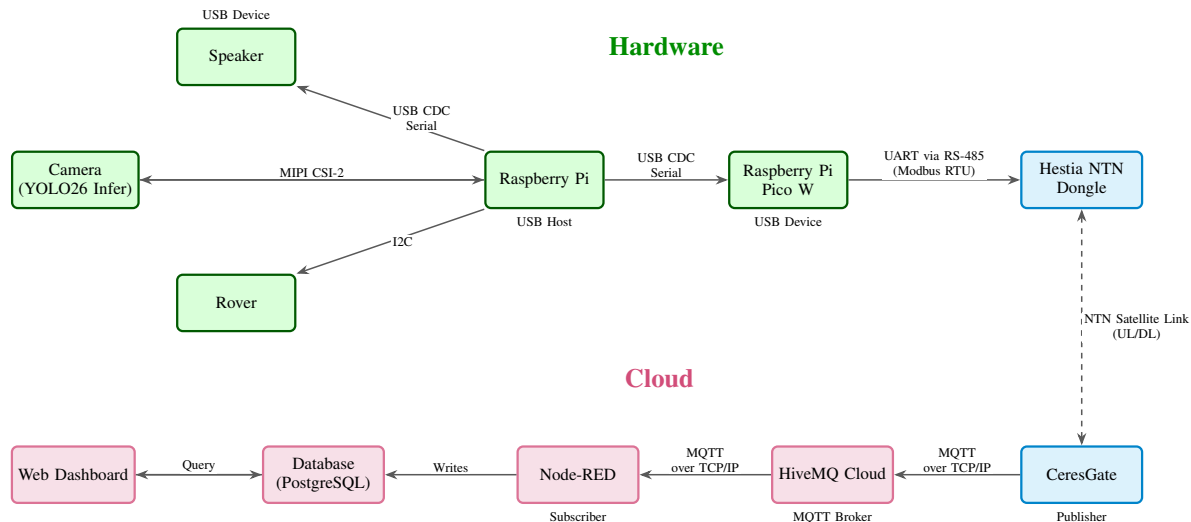 USB Device
Speaker
Hardware
USB CDC
Serial
Camera
(YOLO26 Infer)
MIPI CSI-2
Raspberry Pi
USB Host
USB CDC
Serial
Raspberry Pi
Pico W
USB Device
UART via RS-485
(Modbus RTU)
Hestia NTN
Dongle
I2C
Rover
NTN Satellite Link
(UL/DL)
Cloud
Web Dashboard
Query
Database
(PostgreSQL)
Writes
Node-RED
Subscriber
MQTT
over TCP/IP
HiveMQ Cloud
MQTT Broker
MQTT
over TCP/IP
CeresGate
Publisher